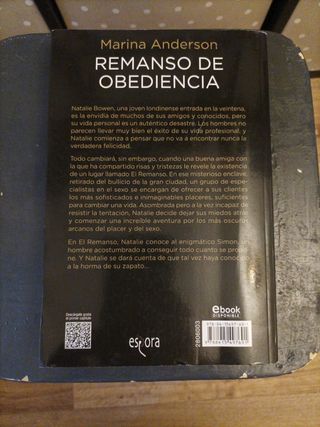 Marina Anderson
REMANSO DE
OBEDIENCIA
Natalie Bowen, una joven londinense entrada en la veintena,
es la envidia de muchos de sus amigos y conocidos, pero
su vida personal es un auténtico desastre. Los hombres no
parecen llevar muy bien el éxito de su vida profesional, y
Natalie comienza a pensar que no va a encontrar nunca la
verdadera felicidad.
Todo cambiará, sin embargo, cuando una buena amiga con
la que ha compartido risas y tristezas le revele la existencia
de un lugar llamado El Remanso. En ese misterioso enclave,
retirado del bullicio de la gran ciudad, un grupo de espe-
cialistas en el sexo se encargan de ofrecer a sus clientes
los más sofisticados e inimaginables placeres, suficientes
para cambiar una vida. Asombrada pero a la vez incapaz de
resistir la tentación, Natalie decide dejar sus miedos atrás
y comenzar una increíble aventura por los más oscuros
arcanos del placer y del sexo.
En El Remanso, Natalie conoce al enigmático Simon, un
hombre acostumbrado a conseguir todo cuanto se propo-
ne. Y Natalie se dará cuenta de que tal vez haya conocido
a la horma de su zapato...
Descárgate gratis
el primer capítulo
esfora
ebook
DISPONIBLE